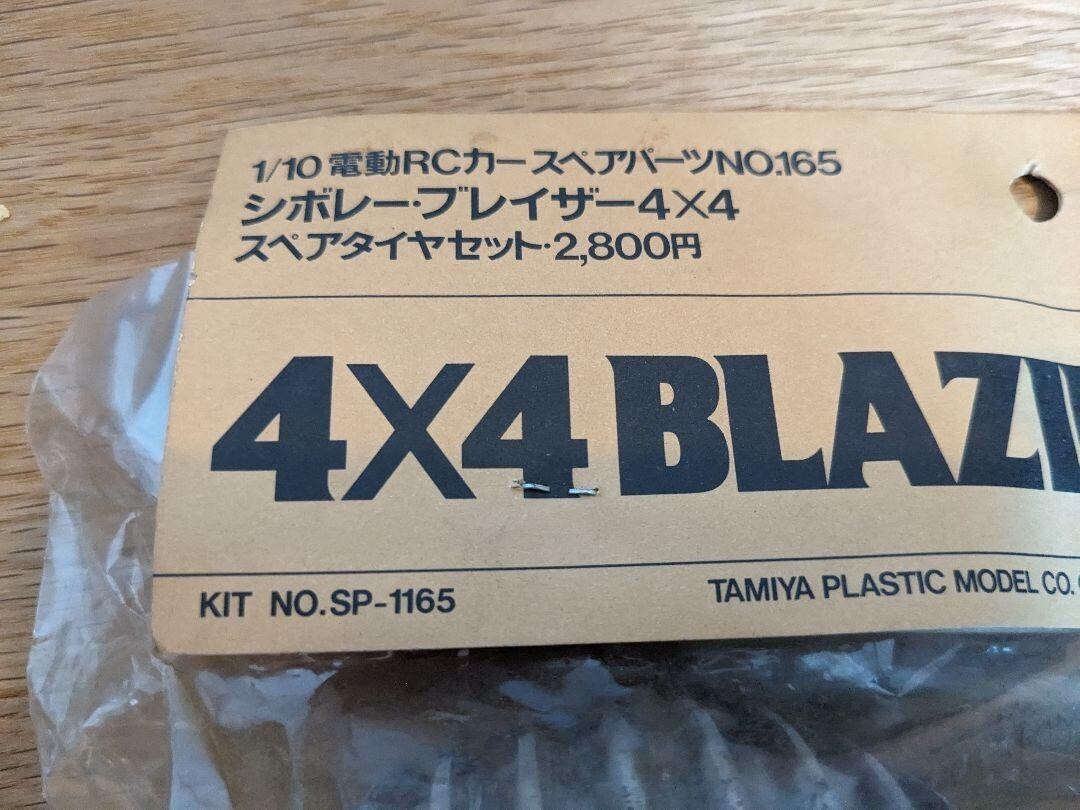 1/10 電動RCカー スペアパーツNO.165
シボレー・ブレイザー4×4
スペアタイヤセット・2,800円
4X4 BLAZ
KIT NO.SP-1165
TAMIYA PLASTIC MODEL CO.